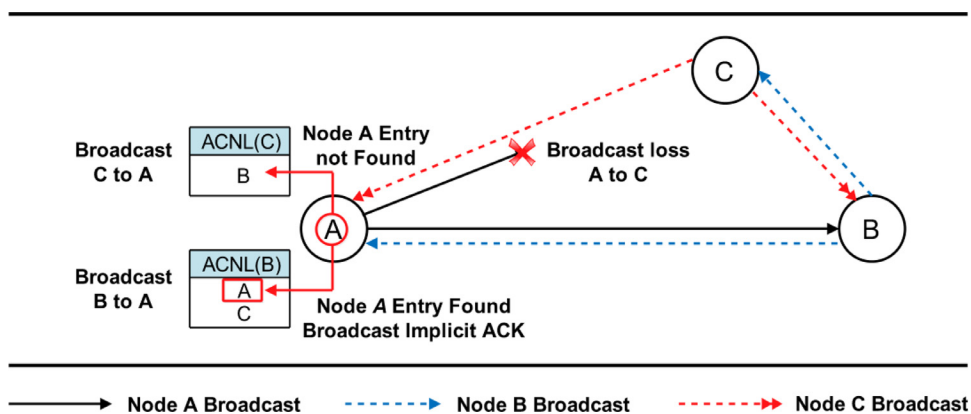 C
Node A Entry
not Found
ACNL(C)
B
Broadcast
C to A
Broadcast loss
A to C
A
B
ACNL(B)
A
C
Broadcast
B to A
Node A Entry Found
Broadcast Implicit ACK
Node A Broadcast
Node B Broadcast
Node C Broadcast